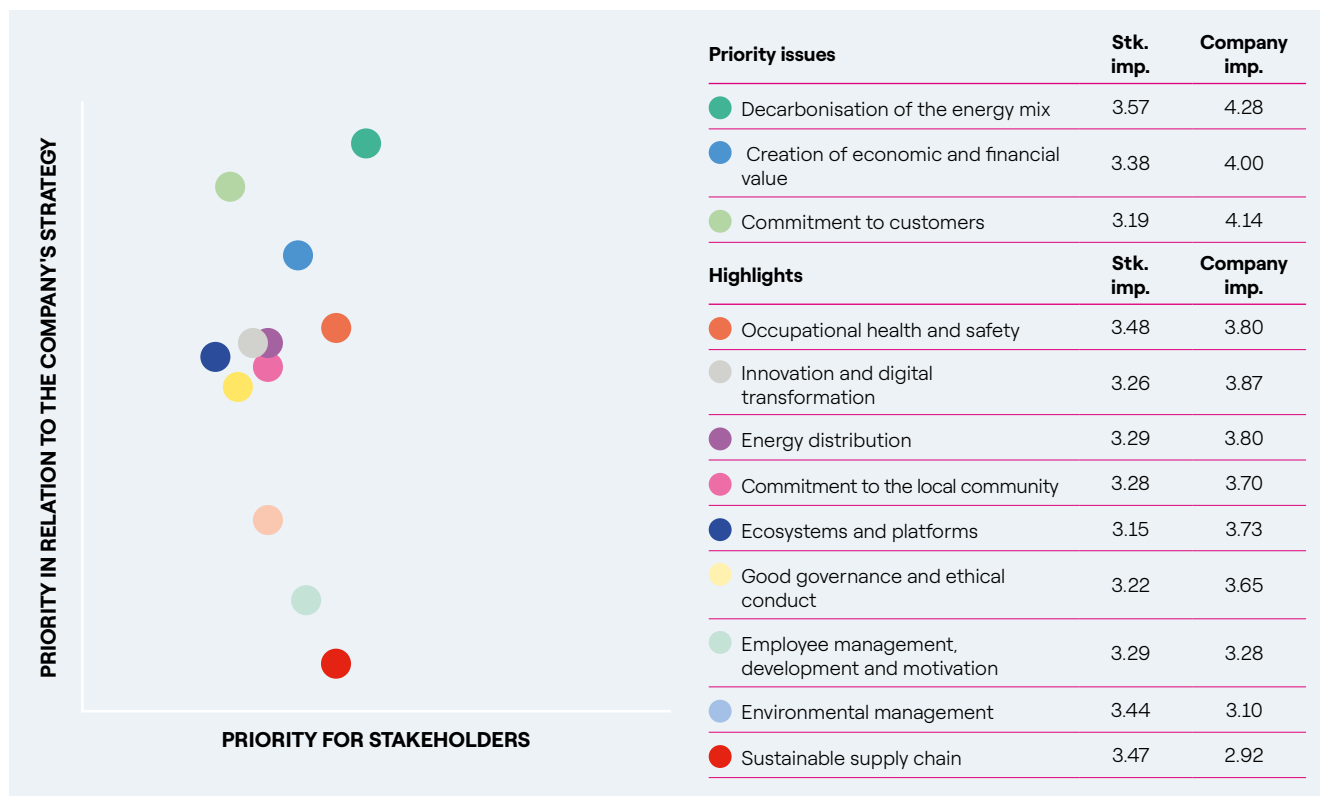 PRIORITY IN RELATION TO THE COMPANY'S STRATEGY
PRIORITY FOR STAKEHOLDERS
Priority issues Stk. imp. Company imp.
Decarbonisation of the energy mix 3.57 4.28
Creation of economic and financial
value 3.38 4.00
Commitment to customers 3.19 4.14
Highlights Stk. imp. Company imp.
Occupational health and safety 3.48 3.80
Innovation and digital
transformation 3.26 3.87
Energy distribution 3.29 3.80
Commitment to the local community 3.28 3.70
Ecosystems and platforms 3.15 3.73
Good governance and ethical
conduct 3.22 3.65
Employee management,
development and motivation 3.29 3.28
Environmental management 3.44 3.10
Sustainable supply chain 3.47 2.92